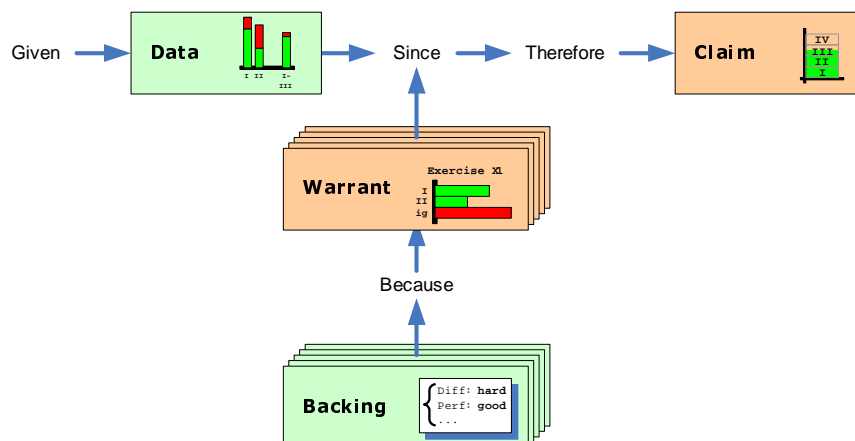 Given
Data
I II I-
III
Since
Therefore
Claim
IV
III
II
I
Warrant
Exercise X1
I
II
ig
Because
Backing
Diff: hard
Perf: good
...